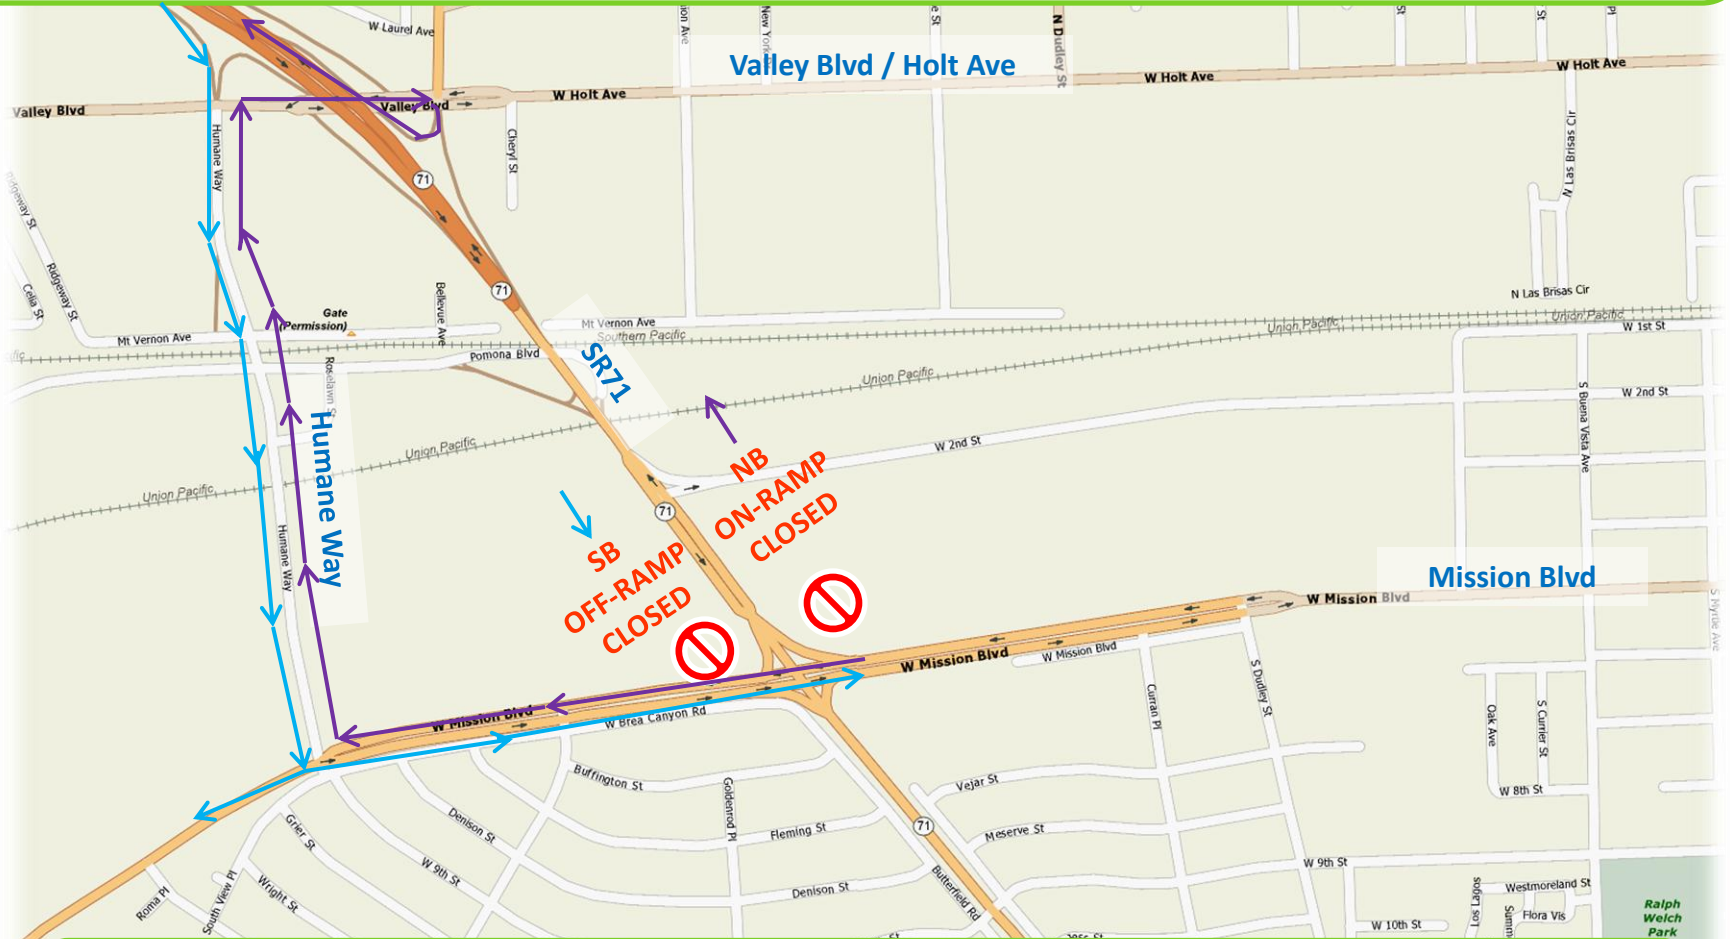 W Laurel Ave
New York
N Dudley St
Valley Blvd / Holt Ave
W Holt Ave
W Holt Ave
W Holt Ave
Valley Blvd
Valley Blvd
Humane Way
Cheryl St
N Las Brisas Cir
71
Ridgeway St
Celia St
Bellevue Ave
71
N Las Brisas Cir
Gate
(Permission)
Mt Vernon Ave
Mt Vernon Ave
Southern Pacific
Union Pacific
Union Pacific
W 1st St
Pomona Blvd
Roselawn St
SR71
Union Pacific
W 2nd St
S Buena Vista Ave
Humane Way
Union Pacific
W 2nd St
NB
ON-RAMP
CLOSED
Union Pacific
71
SB
OFF-RAMP
CLOSED
Humane Way
Mission Blvd
W Mission Blvd
S Myrtle Ave
W Mission Blvd
W Mission Blvd
S Dudley St
Curran Pl
W Mission Blvd
W Brea Canyon Rd
Oak Ave
S Currier St
Buffington St
Goldenrod Pl
Vejar St
W 8th St
Grier St
Denison St
Fleming St
71
Meserve St
W 9th St
W 9th St
Roma Pl
South View Pl
Wright St
Denison St
Butterfield Rd
Los Lagos
Westmoreland St
Flora Vis
W 10th St
Ralph
Welch
Park